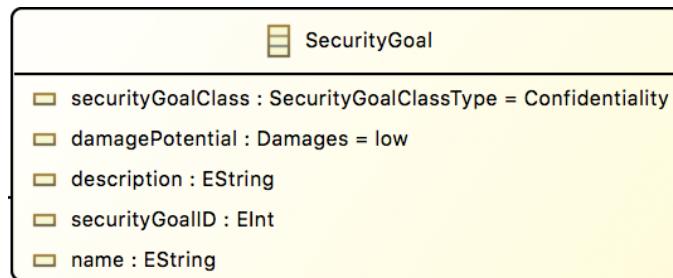 SecurityGoal
securityGoalClass : SecurityGoalClassType = Confidentiality
damagePotential : Damages = low
description : EString
securityGoalID : EInt
name : EString